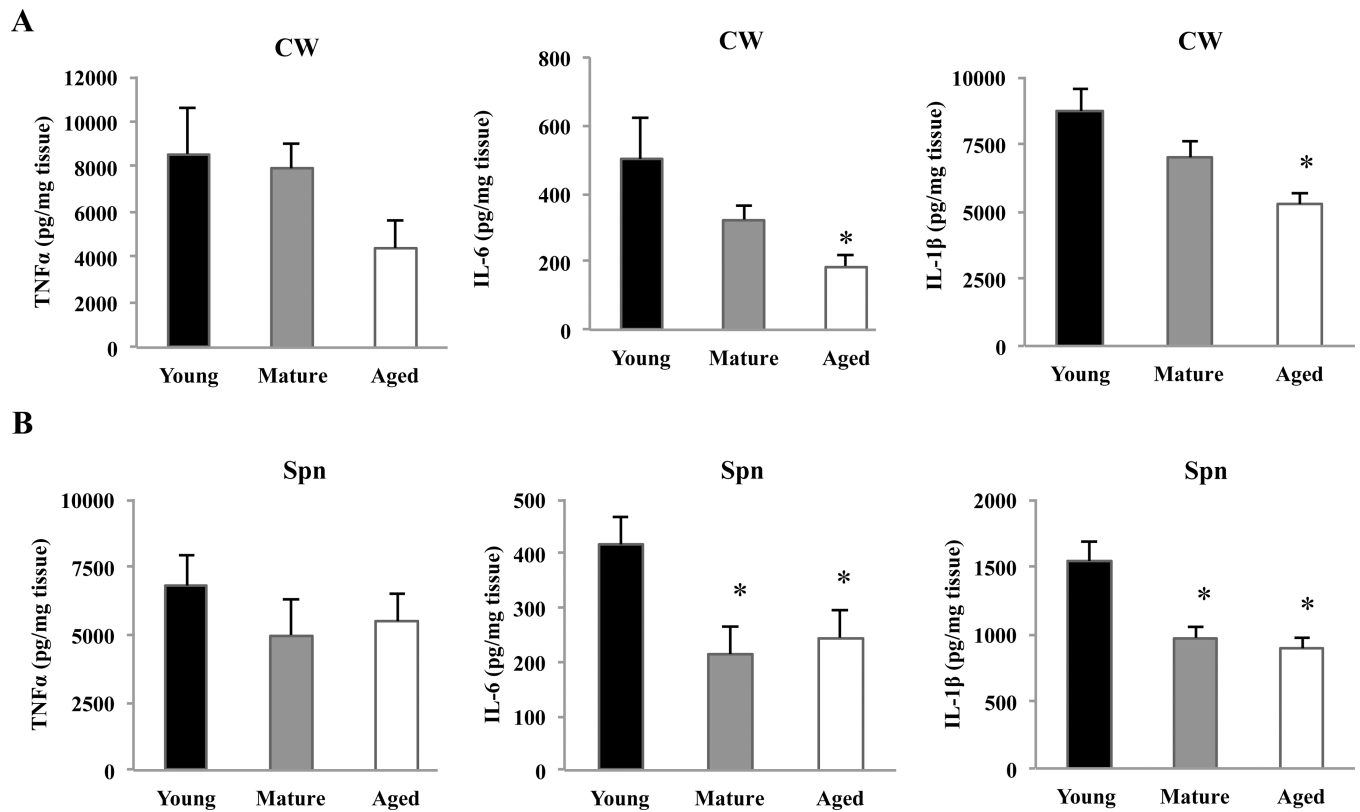 A
CW
TNFα (pg/mg tissue)
12000
10000
8000
6000
4000
2000
0
Young Mature Aged
CW
IL-6 (pg/mg tissue)
800
600
400
200
0
*
Young Mature Aged
CW
IL-1β (pg/mg tissue)
10000
7500
5000
2500
0
*
Young Mature Aged
B
Spn
TNFα (pg/mg tissue)
10000
7500
5000
2500
0
Young Mature Aged
Spn
IL-6 (pg/mg tissue)
500
400
300
200
100
0
* *
Young Mature Aged
Spn
IL-1β (pg/mg tissue)
2000
1500
1000
500
0
* *
Young Mature Aged